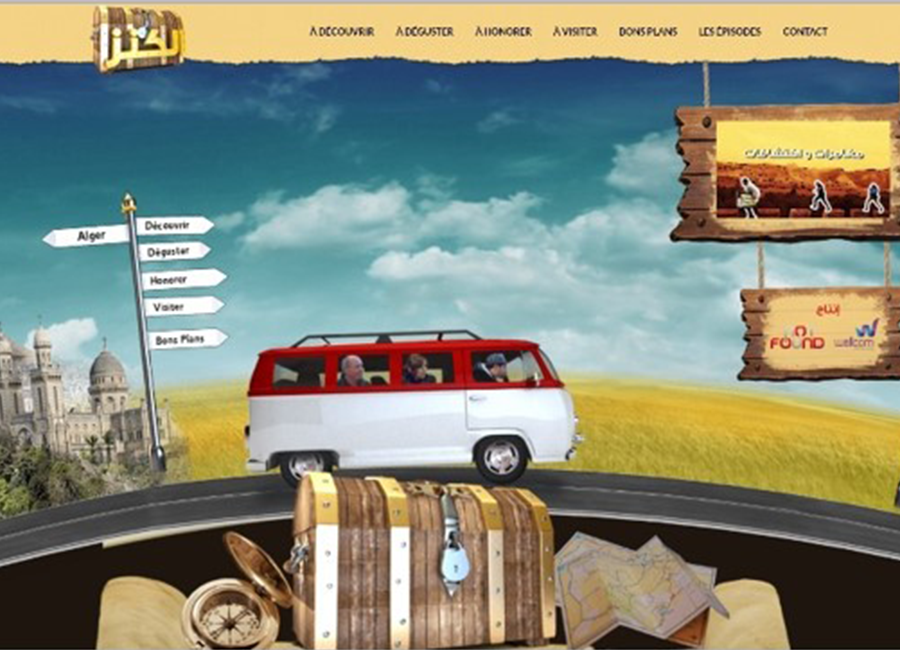 الكنز
À DÉCOUVRIR
À DÉGUSTER
À HONORER
À VISITER
BONS PLANS
LES ÉPISODES
CONTACT
مغامرات و اكتشافات
Alger
Découvrir
Déguster
Honorer
Visiter
Bons Plans
إنتاج
FOUND
wellcom